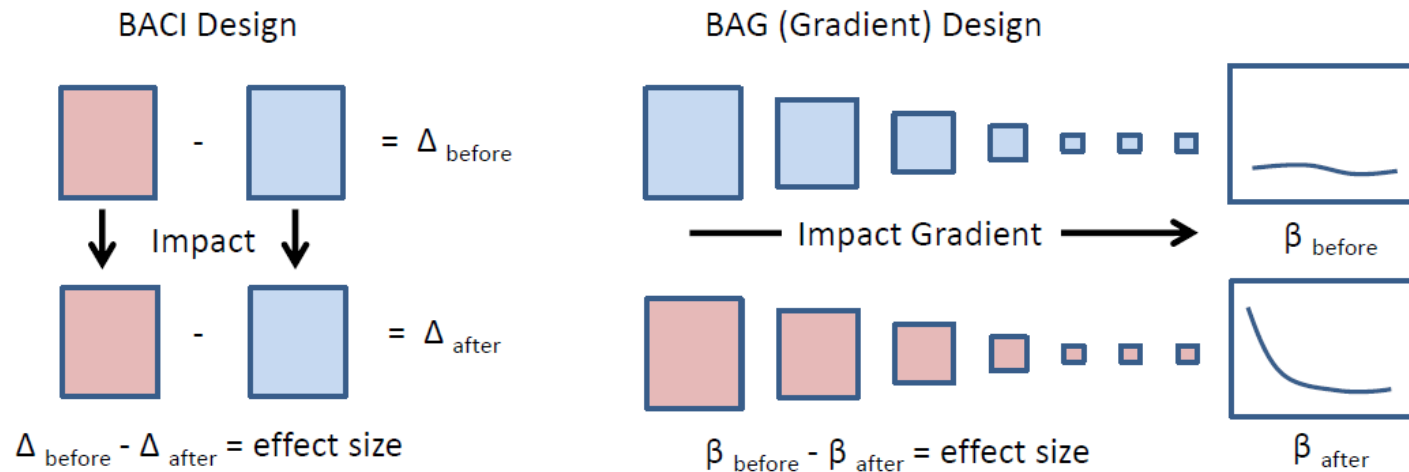 BACI Design
- = Δ before
Impact
- = Δ after
Δ before - Δ after = effect size
BAG (Gradient) Design
Impact Gradient
β before
β after
β before - β after = effect size